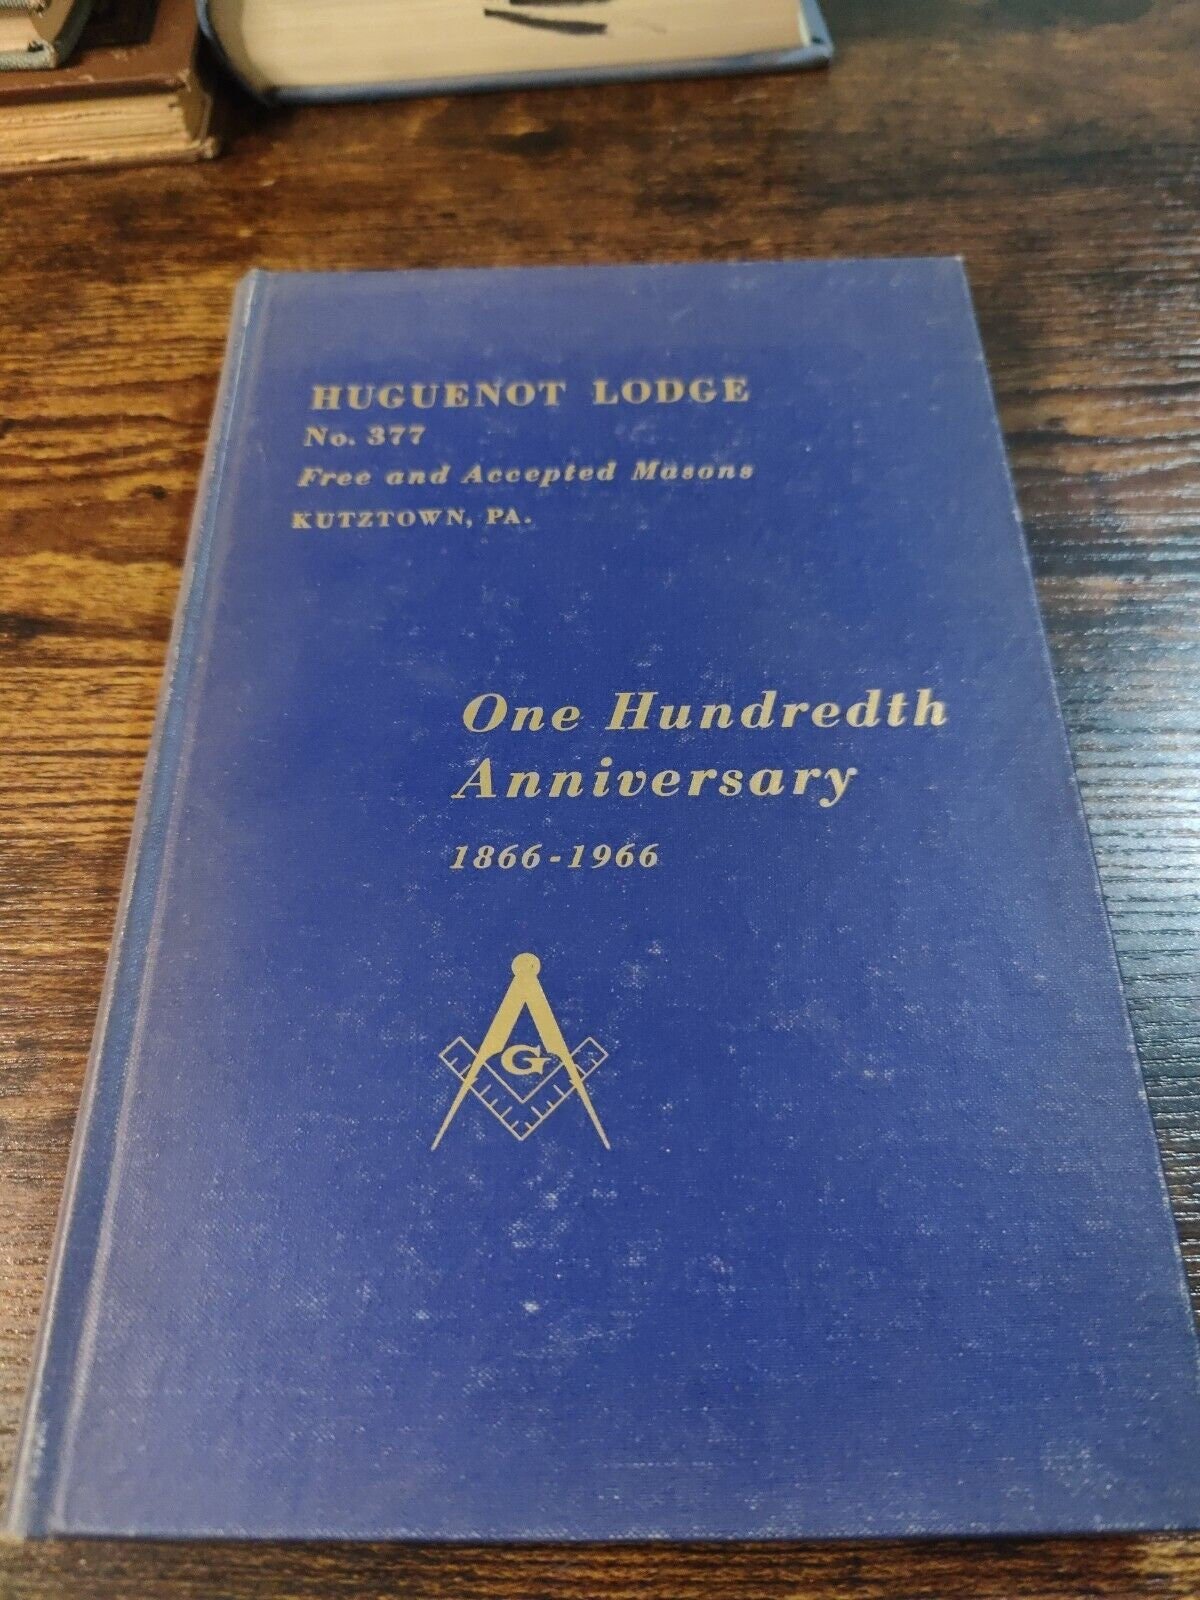 HUGUENOT LODGE
No. 377
Free and Accepted Masons
KUTZTOWN, PA.
One Hundredth
Anniversary
1866-1966
G